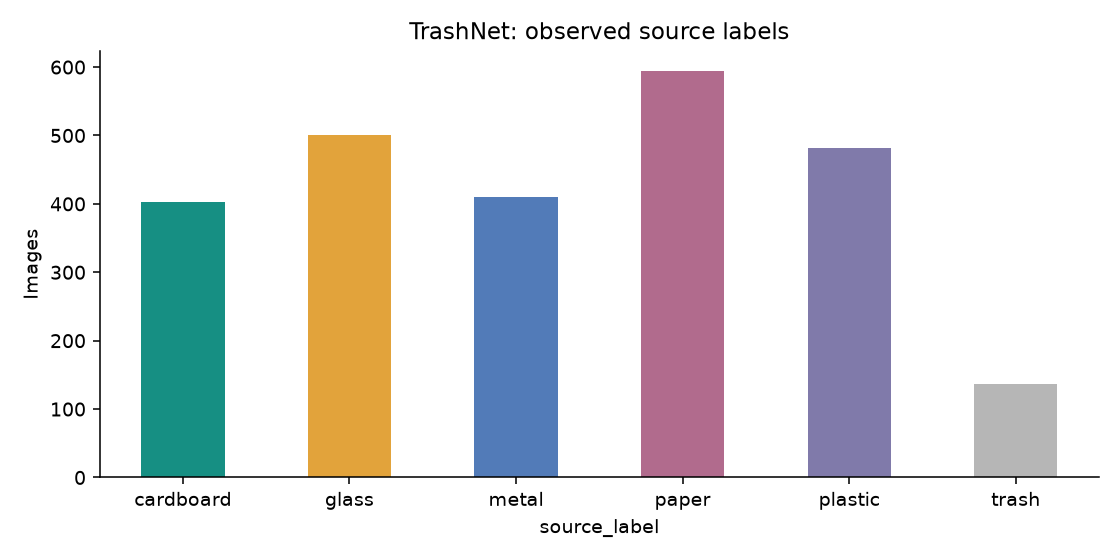 TrashNet: observed source labels
Images
600
500
400
300
200
100
0
cardboard glass metal paper plastic trash
source_label